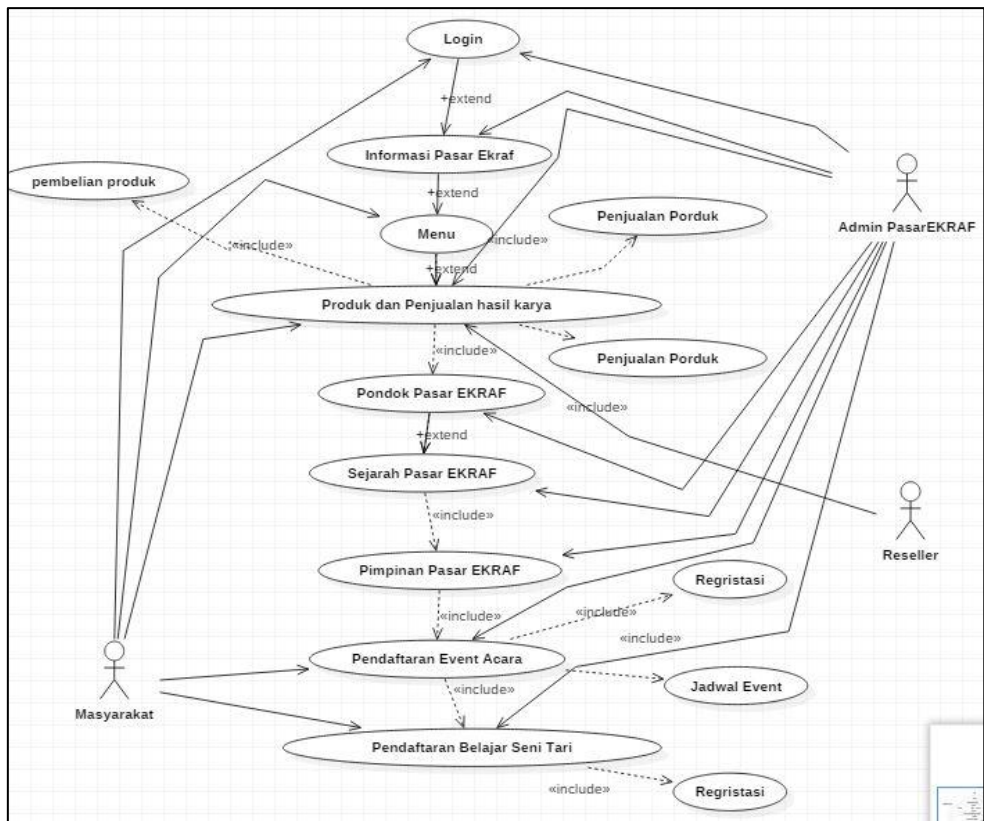 Login
+extend
Informasi Pasar Ekraf
pembelian produk
+extend
Penjualan Porduk
Menu
Admin PasarEKRAF
«include»
«include»
+extend
Produk dan Penjualan hasil karya
«include»
Penjualan Porduk
Pondok Pasar EKRAF
«include»
+extend
Sejarah Pasar EKRAF
«include»
Reseller
Pimpinan Pasar EKRAF
Regristasi
«include»
«include»
«include»
Pendaftaran Event Acara
«include»
Jadwal Event
Masyarakat
Pendaftaran Belajar Seni Tari
«include»
Regristasi